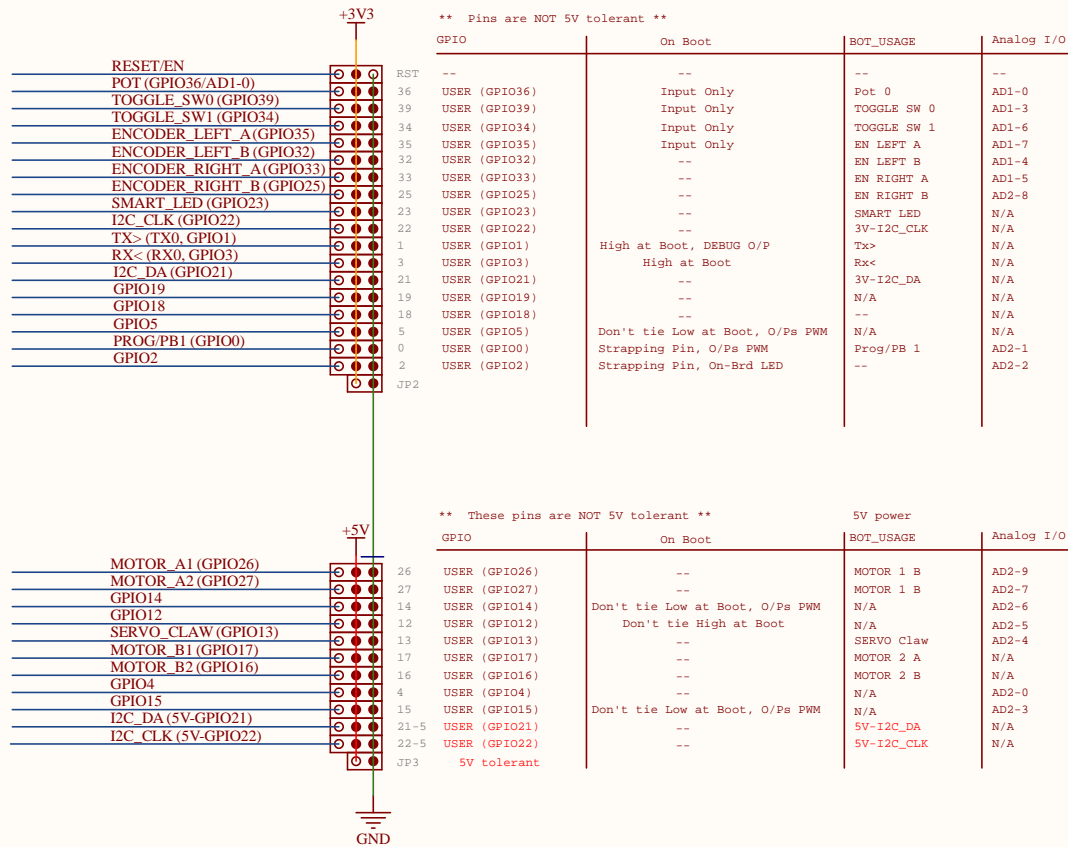 +3V3
** Pins are NOT 5V tolerant **
GPIO On Boot BOT_USAGE Analog I/O
RESET/EN RST -- -- -- --
POT (GPIO36/AD1-0) 36 USER (GPIO36) Input Only Pot 0 AD1-0
TOGGLE_SW0 (GPIO39) 39 USER (GPIO39) Input Only TOGGLE SW 0 AD1-3
TOGGLE_SW1 (GPIO34) 34 USER (GPIO34) Input Only TOGGLE SW 1 AD1-6
ENCODER_LEFT_A (GPIO35) 35 USER (GPIO35) Input Only EN LEFT A AD1-7
ENCODER_LEFT_B (GPIO32) 32 USER (GPIO32) -- EN LEFT B AD1-4
ENCODER_RIGHT_A (GPIO33) 33 USER (GPIO33) -- EN RIGHT A AD1-5
ENCODER_RIGHT_B (GPIO25) 25 USER (GPIO25) -- EN RIGHT B AD2-8
SMART_LED (GPIO23) 23 USER (GPIO23) -- SMART LED N/A
I2C_CLK (GPIO22) 22 USER (GPIO22) -- 3V-I2C_CLK N/A
TX> (TX0, GPIO1) 1 USER (GPIO1) High at Boot, DEBUG O/P Tx> N/A
RX< (RX0, GPIO3) 3 USER (GPIO3) High at Boot Rx< N/A
I2C_DA (GPIO21) 21 USER (GPIO21) -- 3V-I2C_DA N/A
GPIO19 19 USER (GPIO19) -- N/A N/A
GPIO18 18 USER (GPIO18) -- -- N/A
GPIO5 5 USER (GPIO5) Don't tie Low at Boot, O/Ps PWM N/A N/A
PROG/PB1 (GPIO0) 0 USER (GPIO0) Strapping Pin, O/Ps PWM Prog/PB 1 AD2-1
GPIO2 2 USER (GPIO2) Strapping Pin, On-Brd LED -- AD2-2
JP2
** These pins are NOT 5V tolerant ** 5V power
+5V
GPIO On Boot BOT_USAGE Analog I/O
MOTOR_A1 (GPIO26) 26 USER (GPIO26) -- MOTOR 1 B AD2-9
MOTOR_A2 (GPIO27) 27 USER (GPIO27) -- MOTOR 1 B AD2-7
GPIO14 14 USER (GPIO14) Don't tie Low at Boot, O/Ps PWM N/A AD2-6
GPIO12 12 USER (GPIO12) Don't tie High at Boot N/A AD2-5
SERVO_CLAW (GPIO13) 13 USER (GPIO13) -- SERVO Claw AD2-4
MOTOR_B1 (GPIO17) 17 USER (GPIO17) -- MOTOR 2 A N/A
MOTOR_B2 (GPIO16) 16 USER (GPIO16) -- MOTOR 2 B N/A
GPIO4 4 USER (GPIO4) -- N/A AD2-0
GPIO15 15 USER (GPIO15) Don't tie Low at Boot, O/Ps PWM N/A AD2-3
I2C_DA (5V-GPIO21) 21-5 USER (GPIO21) -- 5V-I2C_DA N/A
I2C_CLK (5V-GPIO22) 22-5 USER (GPIO22) -- 5V-I2C_CLK N/A
JP3 5V tolerant
GND